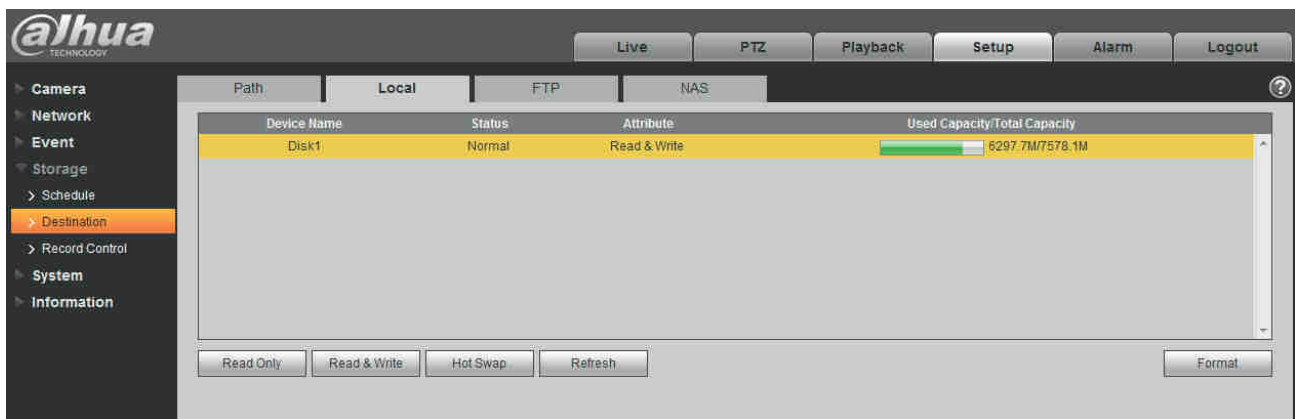 alhua
TECHNOLOGY
Live PTZ Playback Setup Alarm Logout
Camera
Network
Event
Storage
Schedule
Destination
Record Control
System
Information
Path Local FTP NAS
?
Device Name Status Attribute Used Capacity/Total Capacity
Disk1 Normal Read & Write 6297.7M/7578.1M
Read Only Read & Write Hot Swap Refresh Format